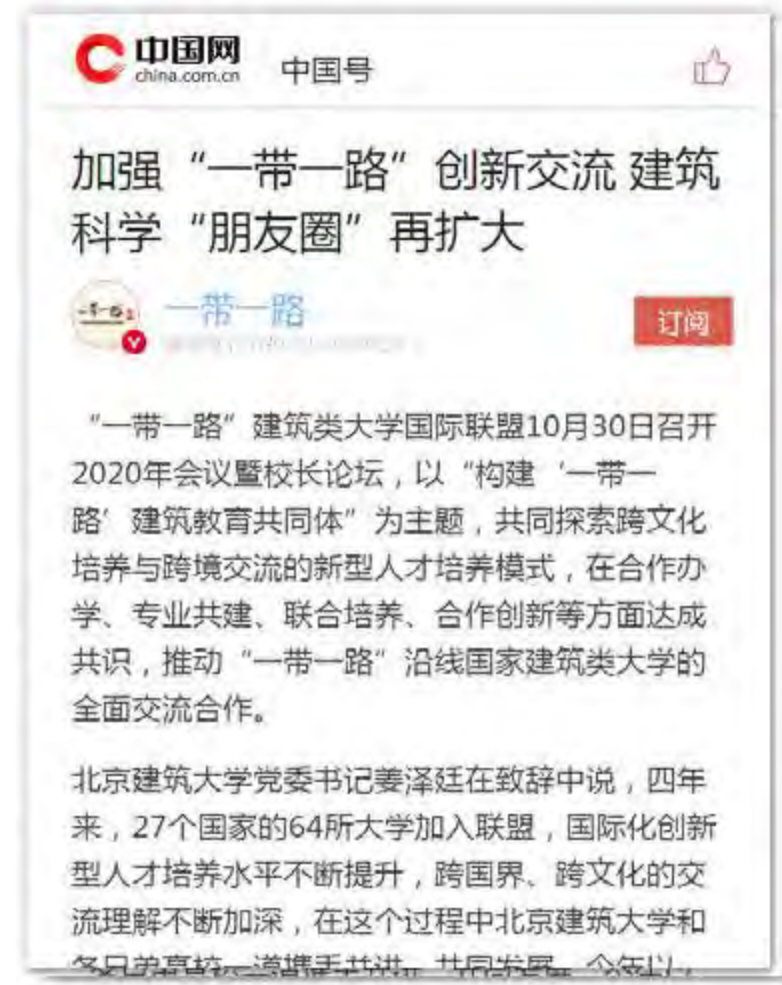 中国网
china.com.cn
中国号
加强“一带一路”创新交流 建筑
科学“朋友圈”再扩大
一带一路
订阅
“一带一路”建筑类大学国际联盟10月30日召开
2020年会议暨校长论坛，以“构建‘一带一
路’建筑教育共同体”为主题，共同探索跨文化
培养与跨境交流的新型人才培养模式，在合作办
学、专业共建、联合培养、合作创新等方面达成
共识，推动“一带一路”沿线国家建筑类大学的
全面交流合作。
北京建筑大学党委书记姜泽廷在致辞中说，四年
来，27个国家的64所大学加入联盟，国际化创新
型人才培养水平不断提升，跨国界、跨文化的交
流理解不断加深，在这个过程中北京建筑大学和